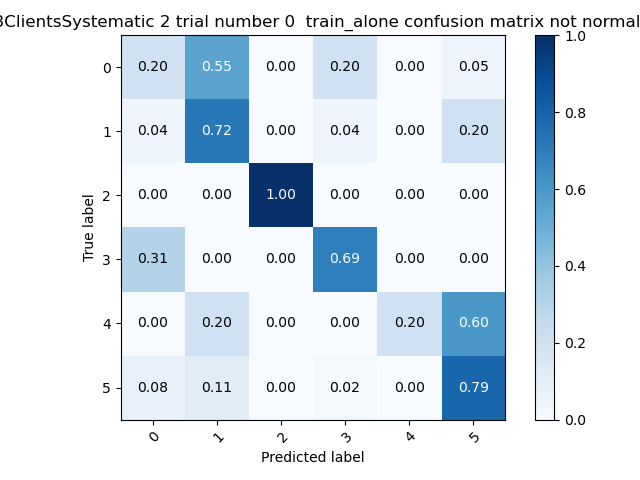 3ClientsSystematic 2 trial number 0  train_alone confusion matrix not normal
0 0.20 0.55 0.00 0.20 0.00 0.05
1 0.04 0.72 0.00 0.04 0.00 0.20
2 0.00 0.00 1.00 0.00 0.00 0.00
3 0.31 0.00 0.00 0.69 0.00 0.00
4 0.00 0.20 0.00 0.00 0.20 0.60
5 0.08 0.11 0.00 0.02 0.00 0.79
0 1 2 3 4 5
Predicted label
True label
1.0
0.8
0.6
0.4
0.2
0.0